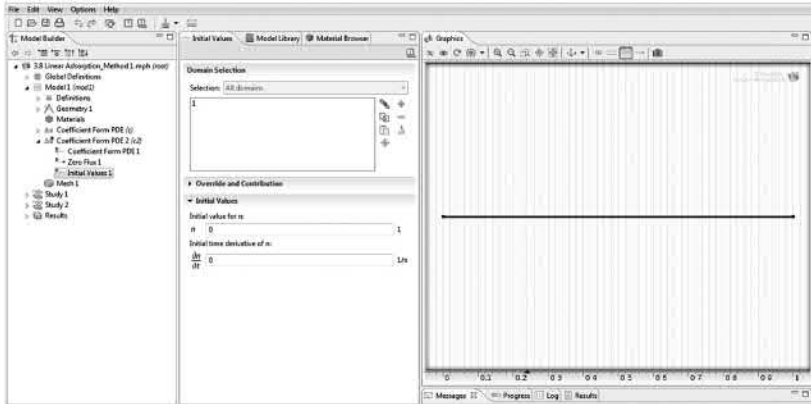 File Edit View Options Help
Model Builder
3.8 Linear Adsorption_Method 1.mph (root)
Global Definitions
Model 1 (mod1)
Definitions
Geometry 1
Materials
Coefficient Form PDE (c)
Coefficient Form PDE 2 (c2)
Coefficient Form PDE 1
Zero Flux 1
Initial Values 1
Mesh 1
Study 1
Study 2
Results
Initial Values Model Library Material Browser
Domain Selection
Selection: All domains
1
Override and Contribution
Initial Values
Initial value for n:
n 0 1
Initial time derivative of n:
∂n/∂t 0 1/s
Graphics
0 0.1 0.2 0.3 0.4 0.5 0.6 0.7 0.8 0.9 1
Messages Progress Log Results